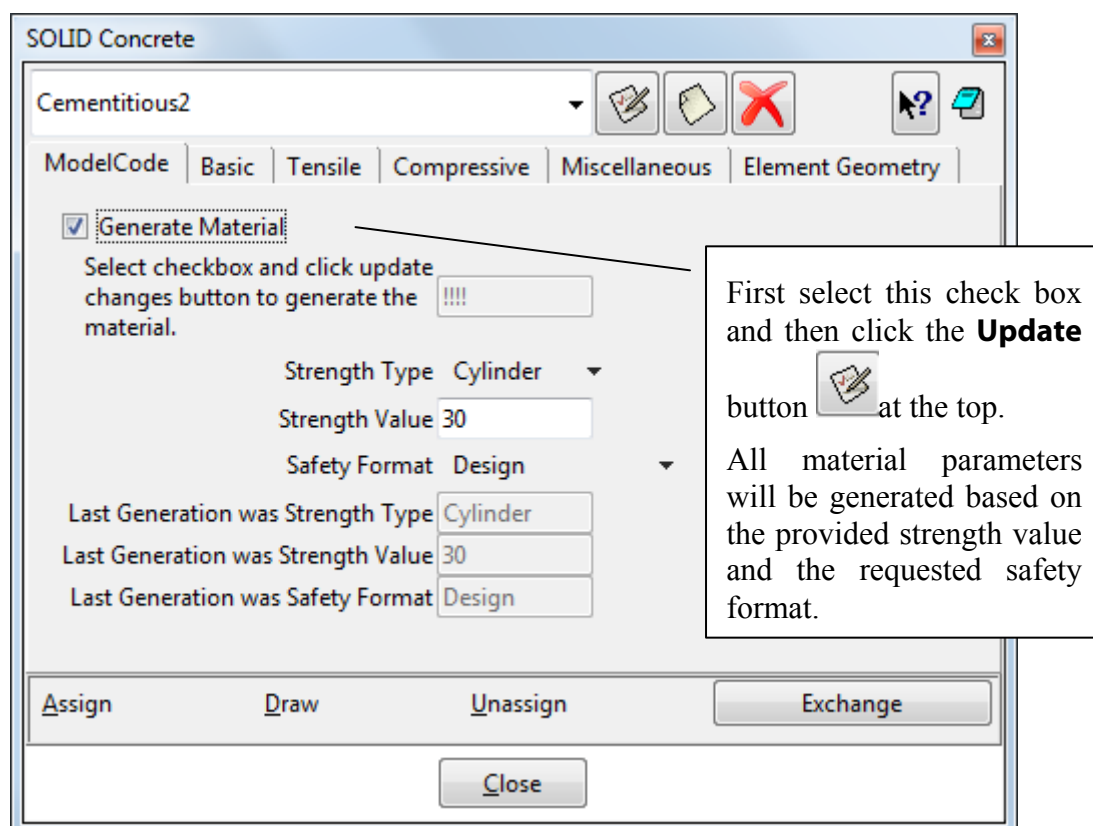 SOLID Concrete
Cementitious2
ModelCode Basic Tensile Compressive Miscellaneous Element Geometry
Generate Material
Select checkbox and click update
changes button to generate the
material.
!!!!
Strength Type Cylinder
Strength Value 30
Safety Format Design
Last Generation was Strength Type Cylinder
Last Generation was Strength Value 30
Last Generation was Safety Format Design
Assign Draw Unassign Exchange
Close
First select this check box
and then click the Update
button at the top.
All material parameters
will be generated based on
the provided strength value
and the requested safety
format.